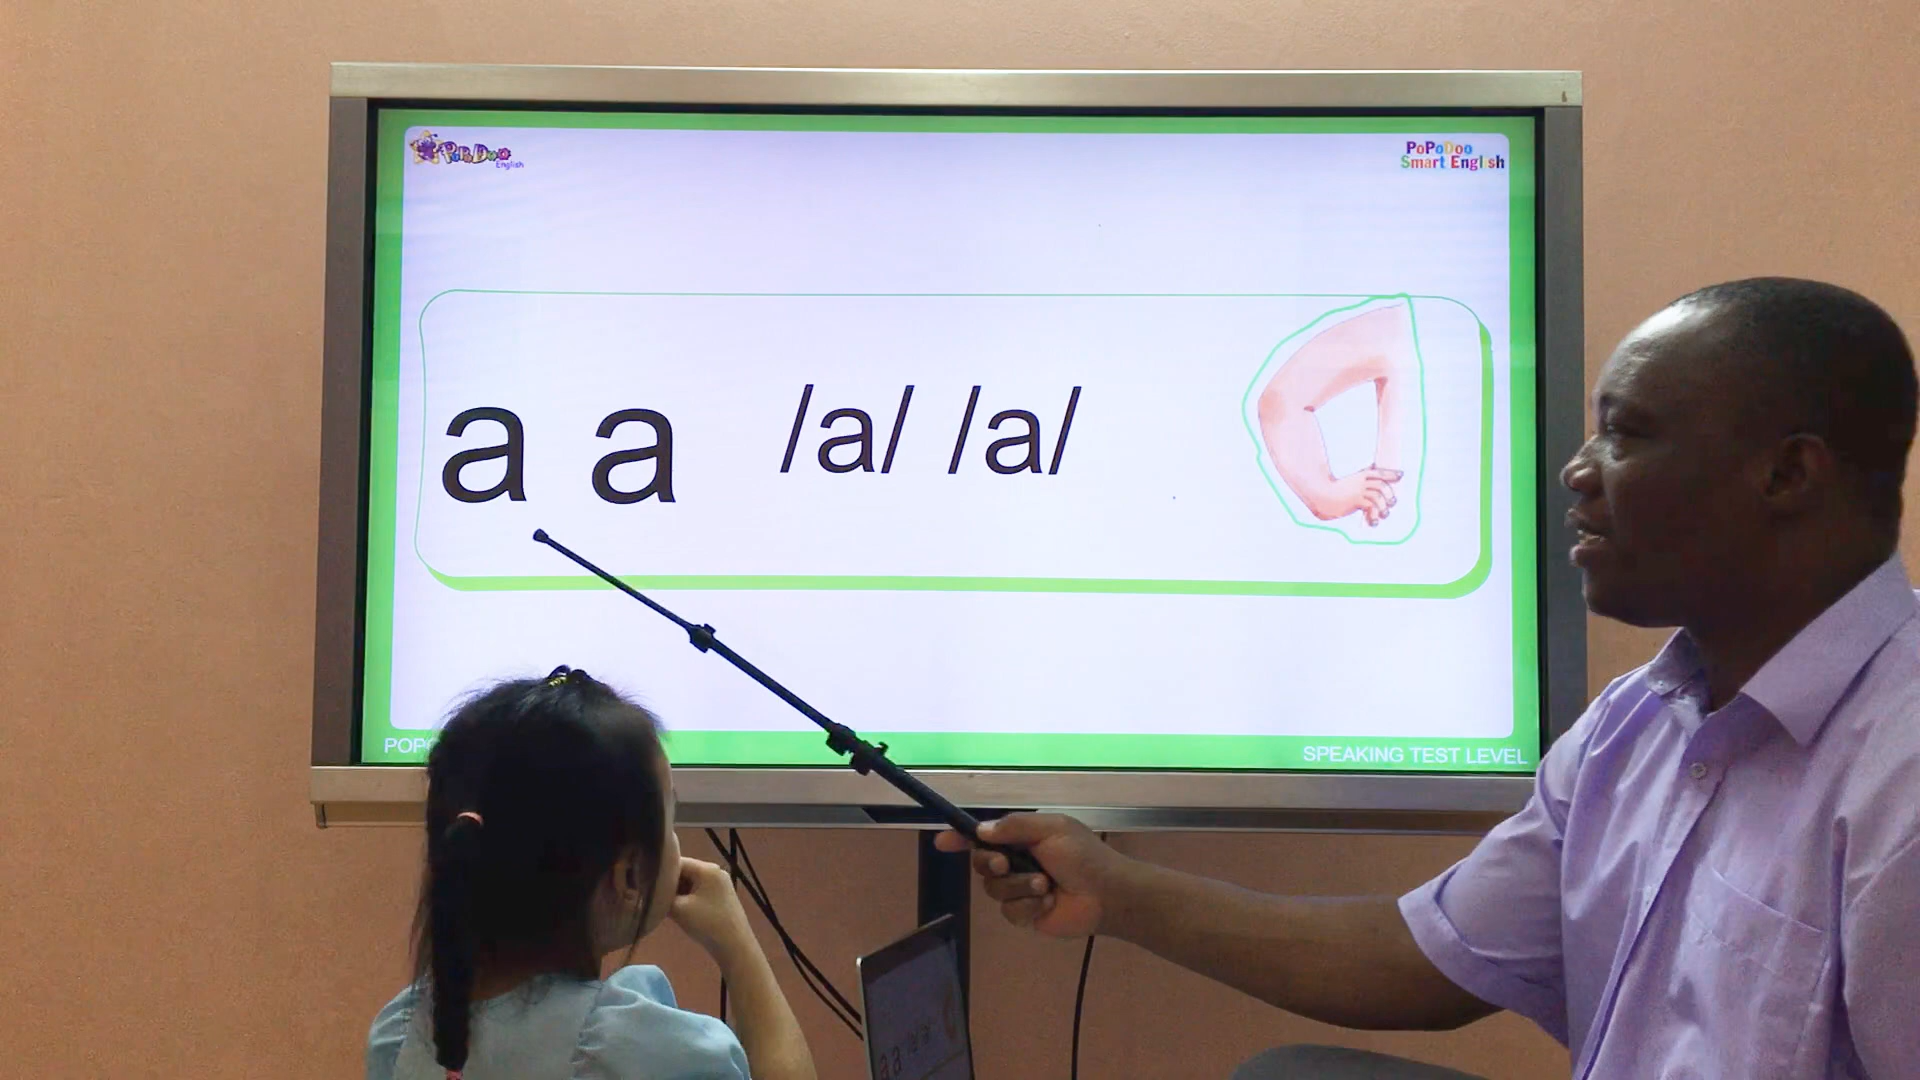 PoPoDoo
English
PoPoDoo
Smart English
a a /a/ /a/
SPEAKING TEST LEVEL
a a